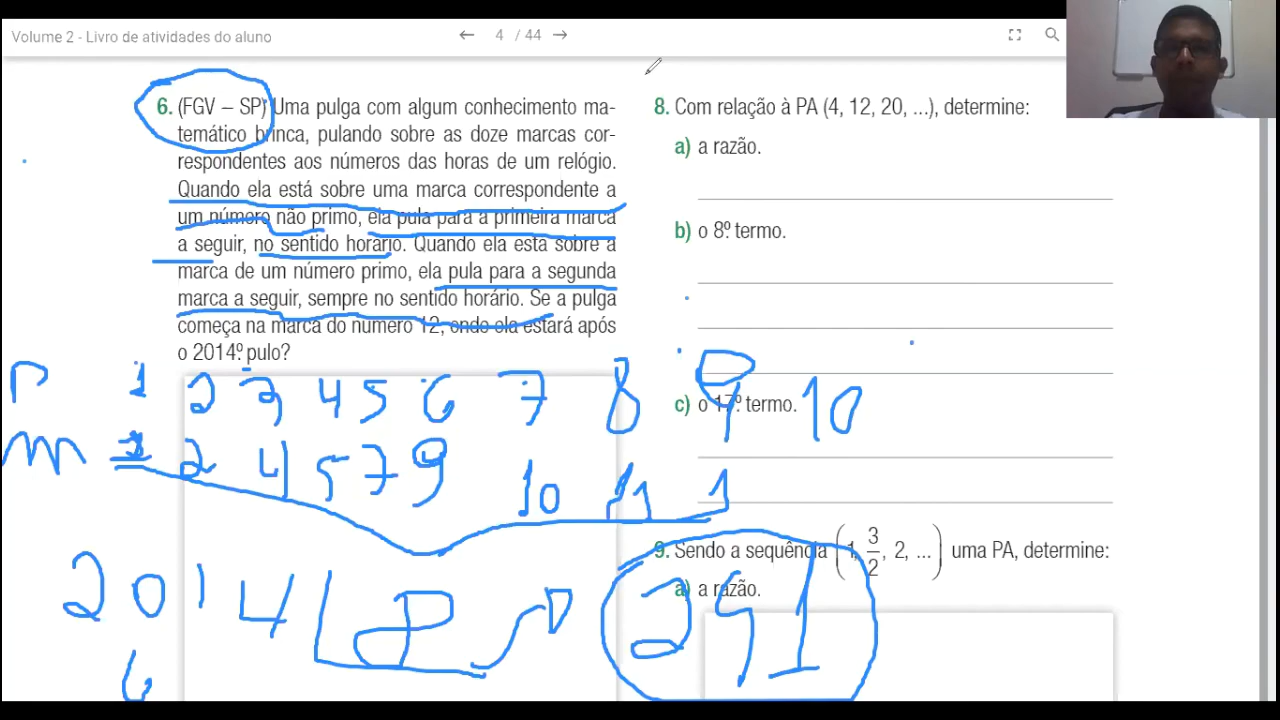 Volume 2 - Livro de atividades do aluno
4 / 44
6. (FGV – SP) Uma pulga com algum conhecimento ma-
temático brinca, pulando sobre as doze marcas cor-
respondentes aos números das horas de um relógio.
Quando ela está sobre uma marca correspondente a
um número não primo, ela pula para a primeira marca
a seguir, no sentido horário. Quando ela está sobre a
marca de um número primo, ela pula para a segunda
marca a seguir, sempre no sentido horário. Se a pulga
começa na marca do número 12, onde ela estará após
o 2014º pulo?
P 1 2 3 4 5 6 7 8 9 10
m 1 2 4 5 7 9 10 11 1
2014 8 251
6
8. Com relação à PA (4, 12, 20, ...), determine:
a) a razão.
b) o 8º termo.
c) o 17º termo.
9. Sendo a sequência (1, 3/2, 2, ...) uma PA, determine:
a) a razão.